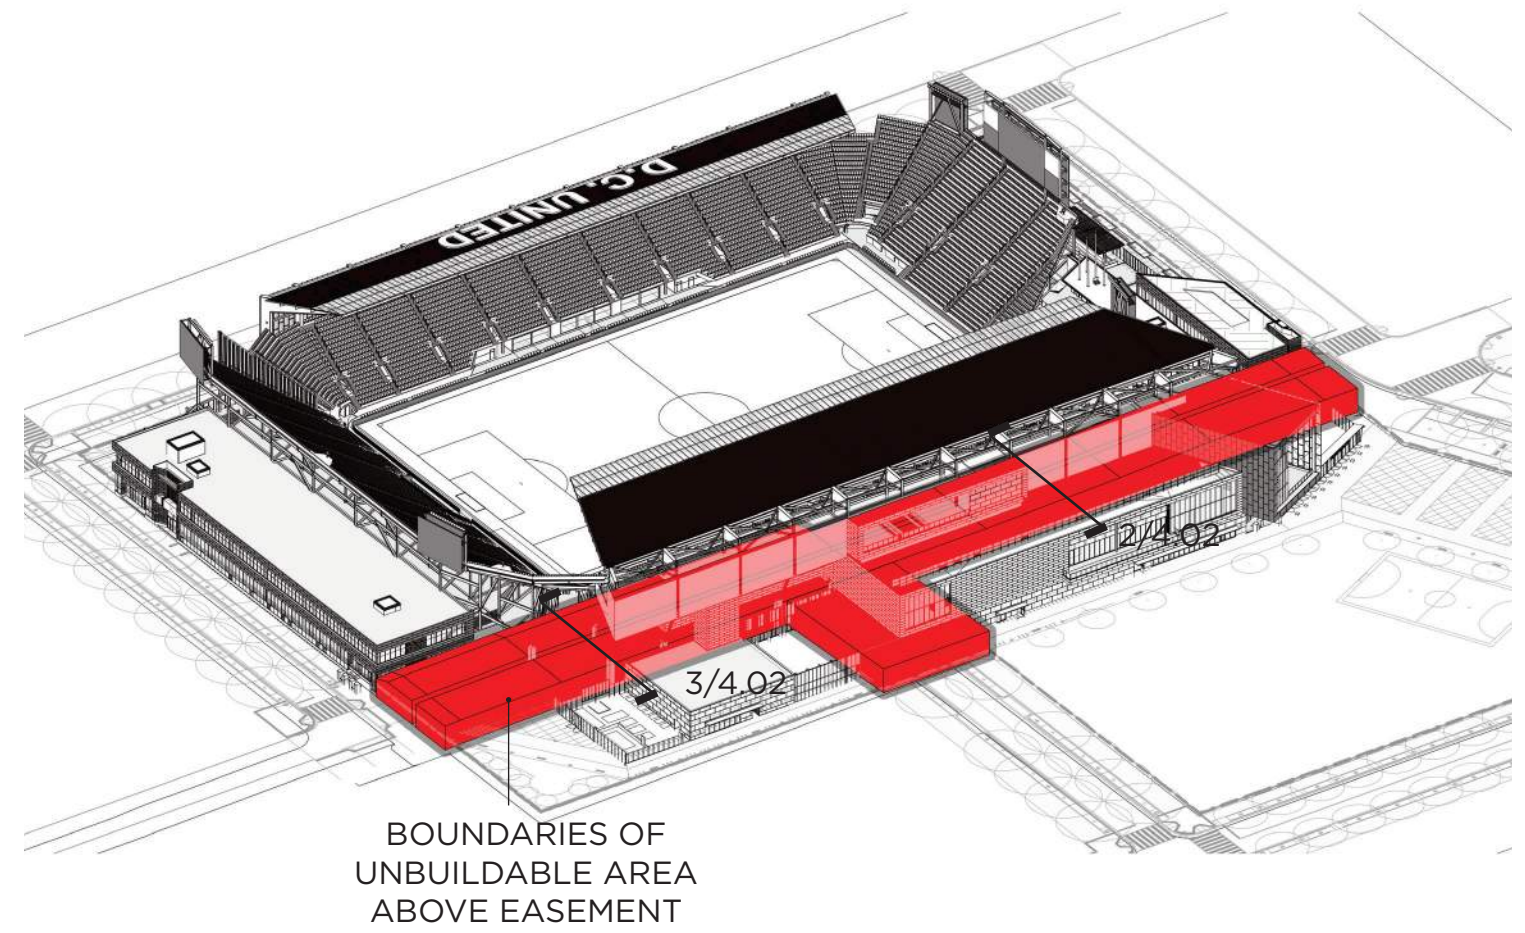 D.C. UNITED
2/4.02
3/4.02
BOUNDARIES OF
UNBUILDABLE AREA
ABOVE EASEMENT